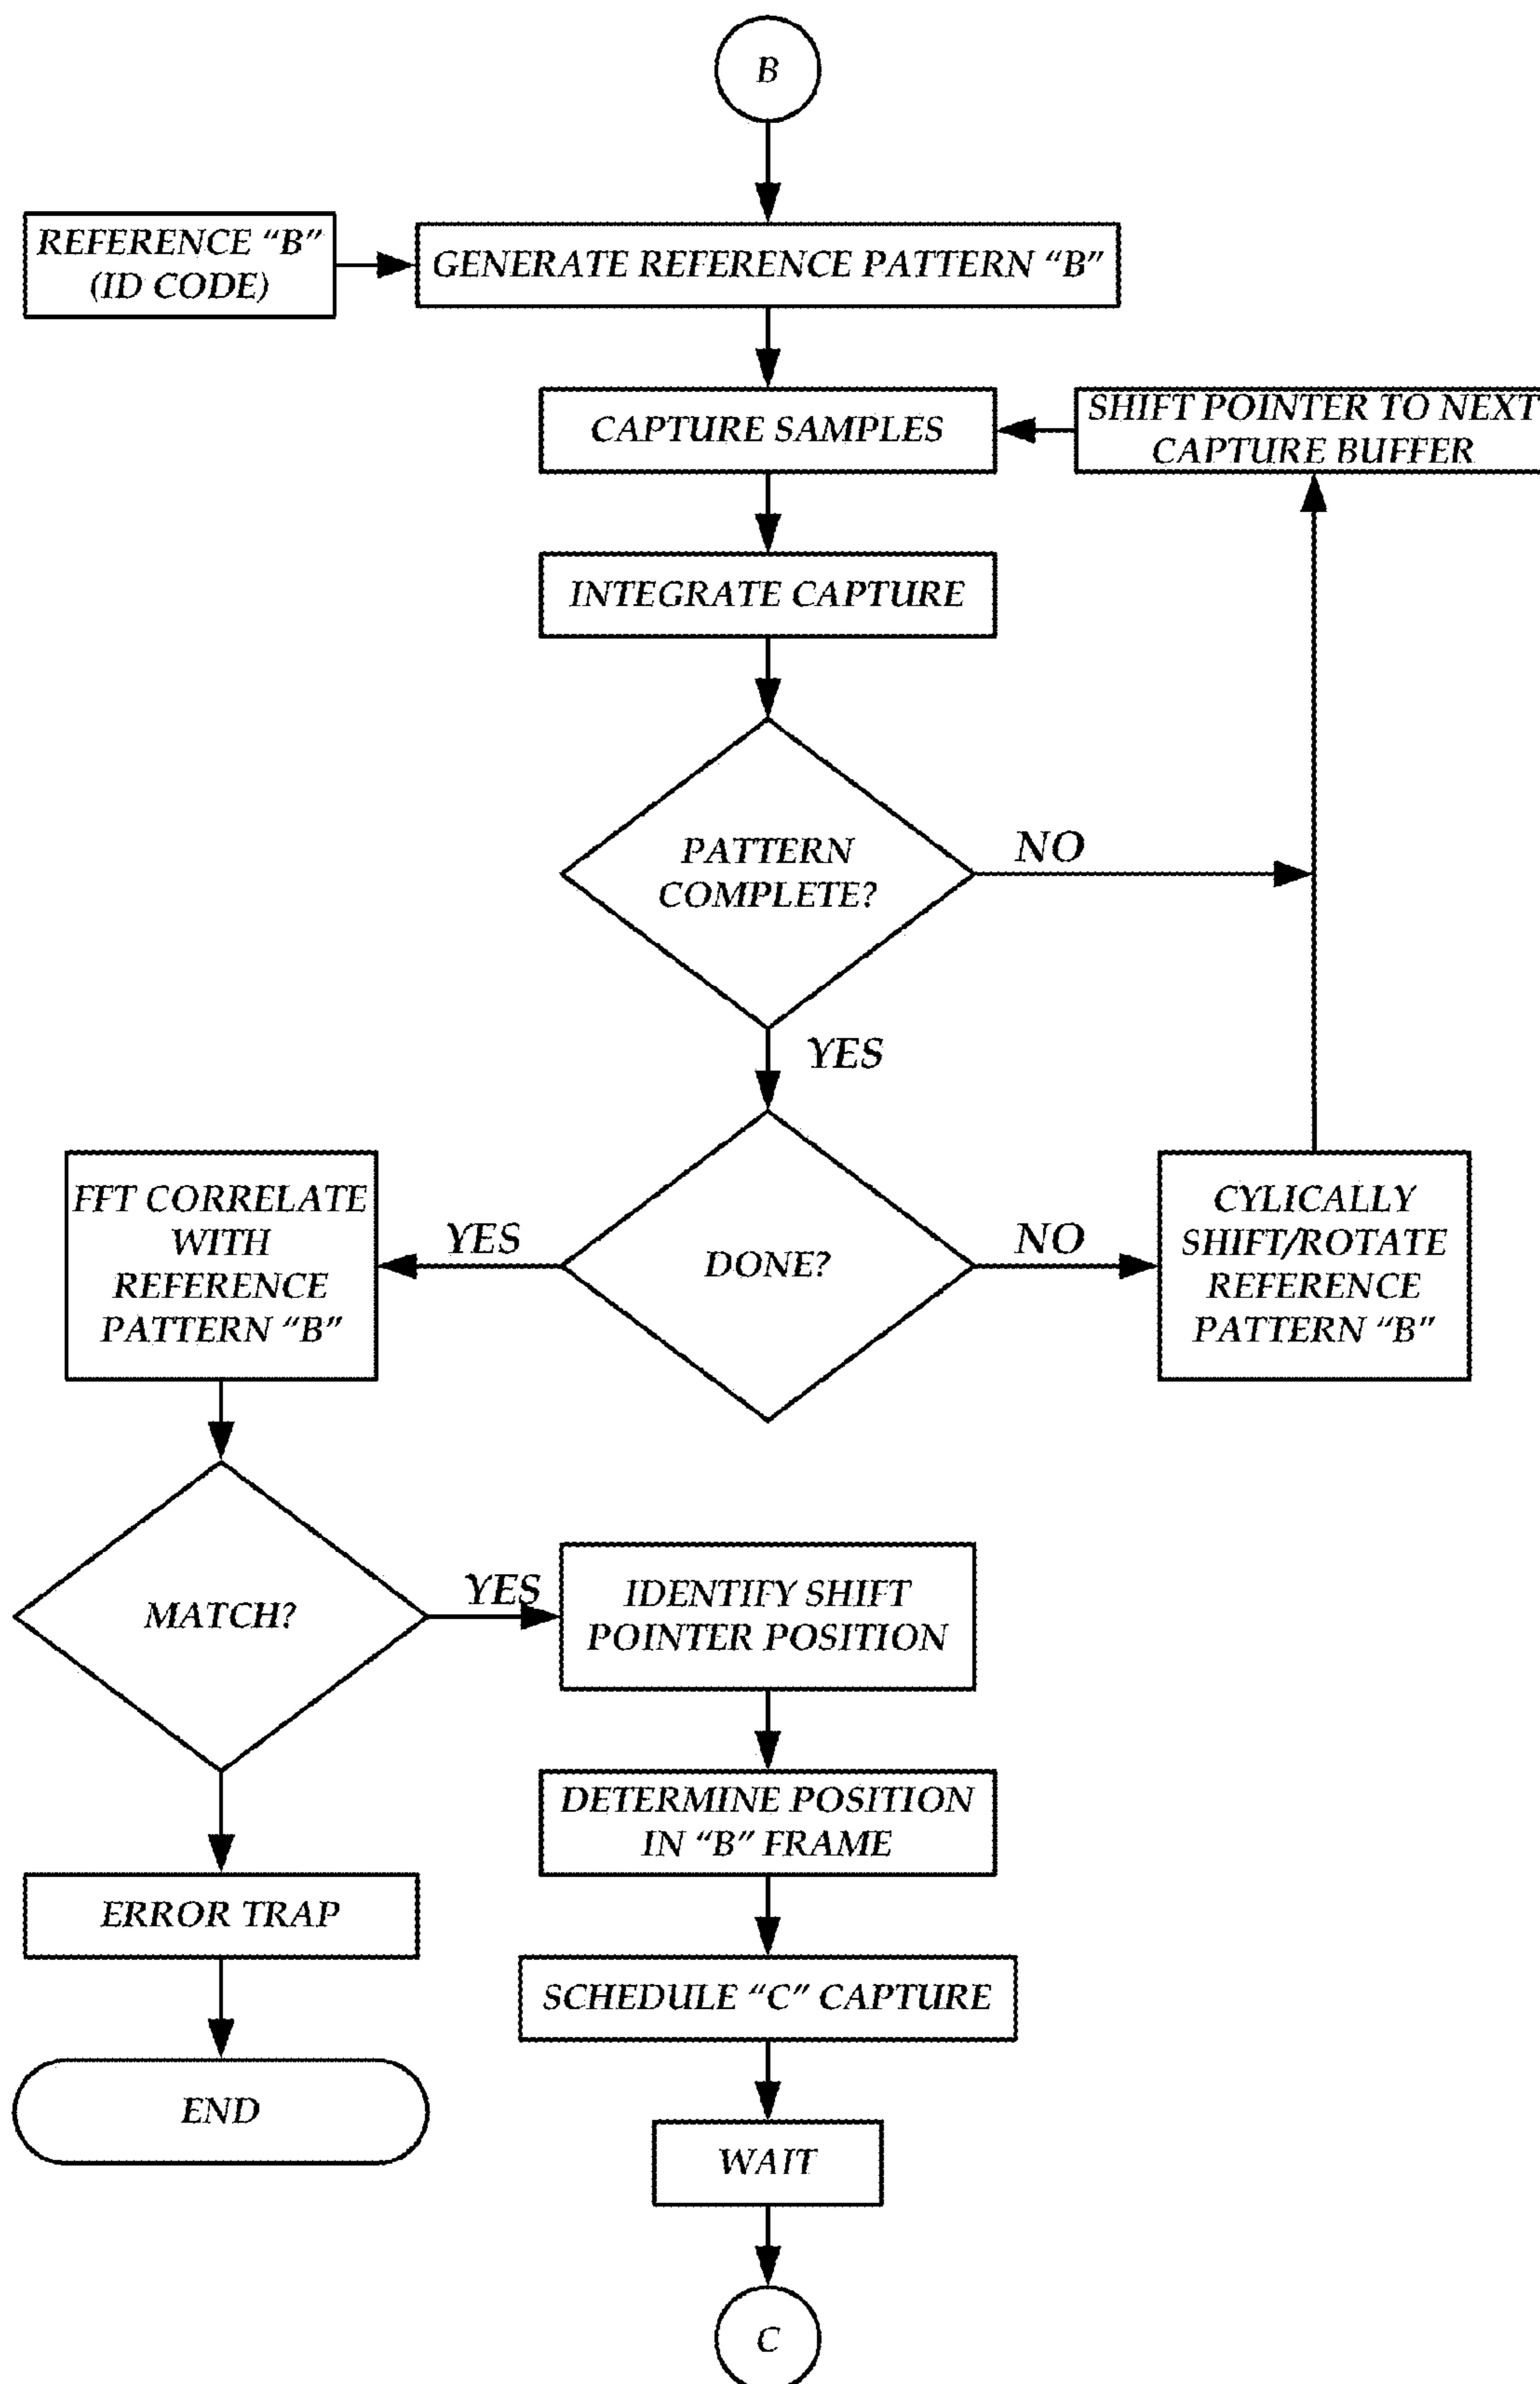 B
REFERENCE “B”
(ID CODE)
GENERATE REFERENCE PATTERN “B”
CAPTURE SAMPLES
SHIFT POINTER TO NEXT
CAPTURE BUFFER
INTEGRATE CAPTURE
PATTERN
COMPLETE?
NO
YES
FFT CORRELATE
WITH
REFERENCE
PATTERN “B”
YES
DONE?
NO
CYLICALLY
SHIFT/ROTATE
REFERENCE
PATTERN “B”
MATCH?
YES
IDENTIFY SHIFT
POINTER POSITION
DETERMINE POSITION
IN “B” FRAME
ERROR TRAP
SCHEDULE “C” CAPTURE
END
WAIT
C